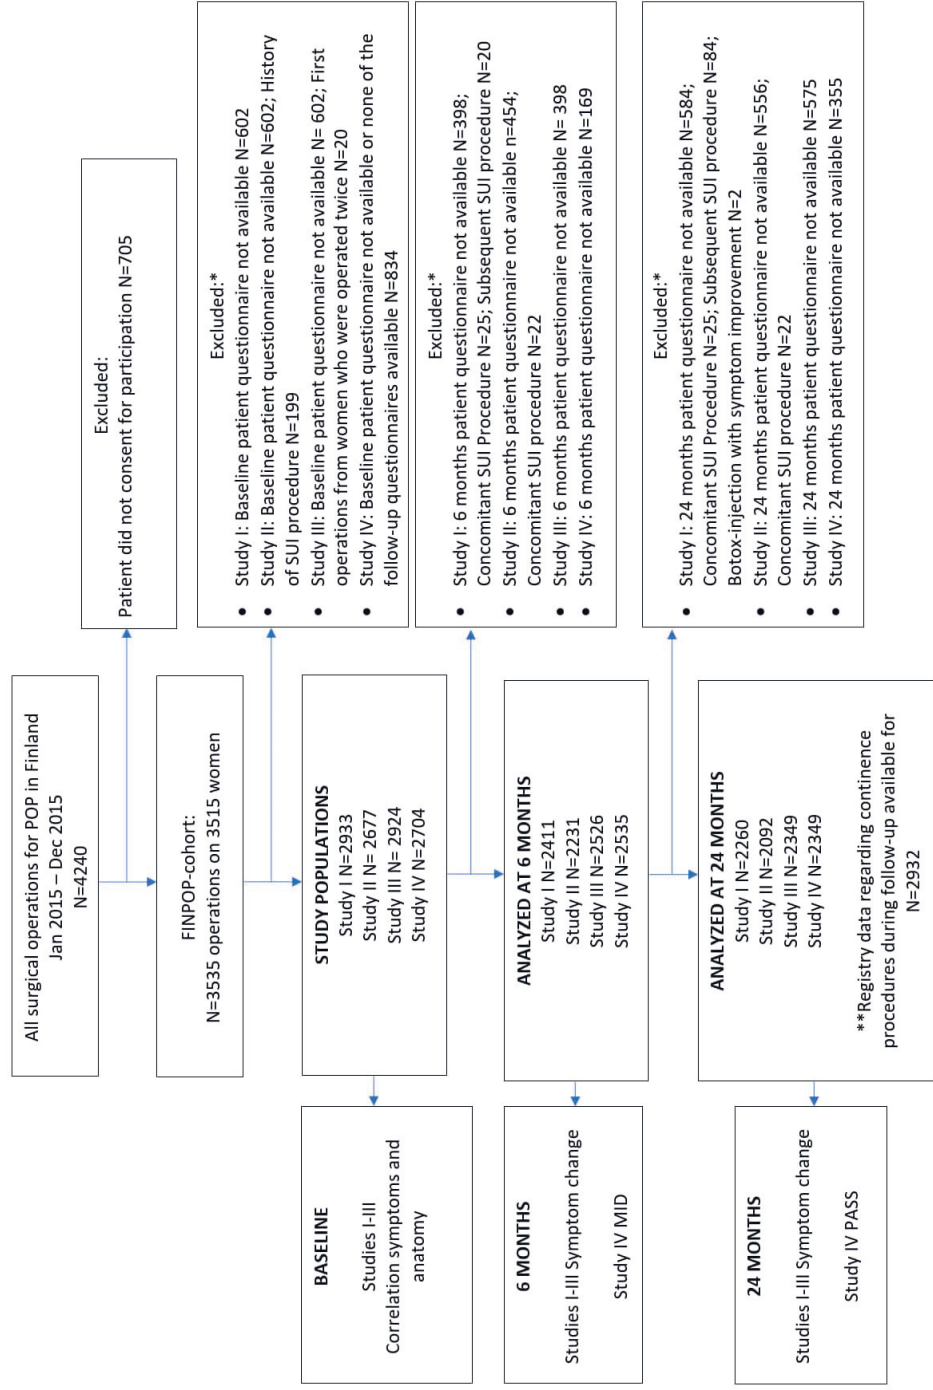 All surgical operations for POP in Finland
Jan 2015 – Dec 2015
N=4240
Excluded:
Patient did not consent for participation N=705
FINPOP-cohort:
N=3535 operations on 3515 women
Excluded:*
• Study I: Baseline patient questionnaire not available N=602
• Study II: Baseline patient questionnaire not available N=602; History
of SUI procedure N=199
• Study III: Baseline patient questionnaire not available N= 602; First
operations from women who were operated twice N=20
• Study IV: Baseline patient questionnaire not available or none of the
follow-up questionnaires available N=834
BASELINE
Studies I-III
Correlation symptoms and
anatomy
STUDY POPULATIONS
Study I N=2933
Study II N= 2677
Study III N= 2924
Study IV N=2704
Excluded:*
• Study I: 6 months patient questionnaire not available N=398;
Concomitant SUI Procedure N=25; Subsequent SUI procedure N=20
• Study II: 6 months patient questionnaire not available n=454;
Concomitant SUI procedure N=22
• Study III: 6 months patient questionnaire not available N= 398
• Study IV: 6 months patient questionnaire not available N=169
6 MONTHS
Studies I-III Symptom change
Study IV MID
ANALYZED AT 6 MONTHS
Study I N=2411
Study II N=2231
Study III N=2526
Study IV N=2535
Excluded:*
• Study I: 24 months patient questionnaire not available N=584;
Concomitant SUI Procedure N=25; Subsequent SUI procedure N=84;
Botox-injection with symptom improvement N=2
• Study II: 24 months patient questionnaire not available N=556;
Concomitant SUI procedure N=22
• Study III: 24 months patient questionnaire not available N=575
• Study IV: 24 months patient questionnaire not available N=355
24 MONTHS
Studies I-III Symptom change
Study IV PASS
ANALYZED AT 24 MONTHS
Study I N=2260
Study II N=2092
Study III N=2349
Study IV N=2349
**Registry data regarding continence
procedures during follow-up available for
N=2932